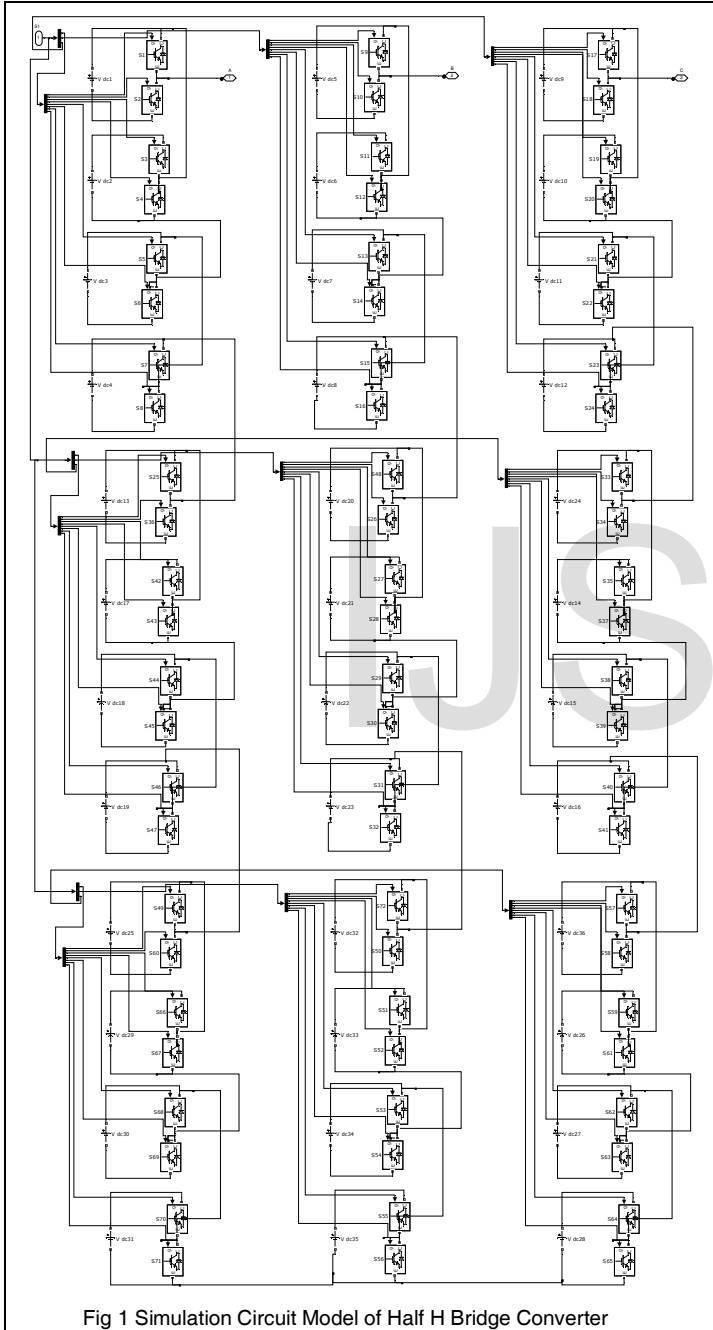 S1
1
A
1
B
2
C
3
V dc1
S1
S2
V dc2
S3
S4
V dc3
S5
S6
V dc4
S7
S8
V dc5
S9
S10
V dc6
S11
S12
V dc7
S13
S14
V dc8
S15
S16
V dc9
S17
S18
V dc10
S19
S20
V dc11
S21
S22
V dc12
S23
S24
V dc13
S25
S36
V dc17
S42
S43
V dc18
S44
S45
V dc19
S46
S47
V dc20
S48
S26
V dc21
S27
S28
V dc22
S29
S30
V dc23
S31
S32
V dc24
S33
S34
V dc14
S35
S37
V dc15
S38
S39
V dc16
S40
S41
V dc25
S49
S60
V dc29
S66
S67
V dc30
S68
S69
V dc31
S70
S71
V dc32
S72
S50
V dc33
S51
S52
V dc34
S53
S54
V dc35
S55
S56
V dc36
S57
S58
V dc26
S59
S61
V dc27
S62
S63
V dc28
S64
S65
IJS
Fig 1 Simulation Circuit Model of Half H Bridge Converter